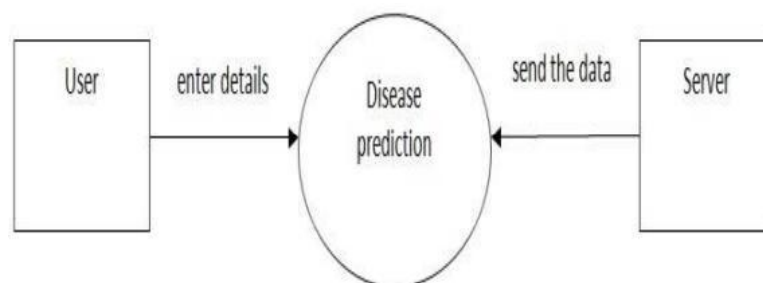 User
enter details
Disease
prediction
send the data
Server